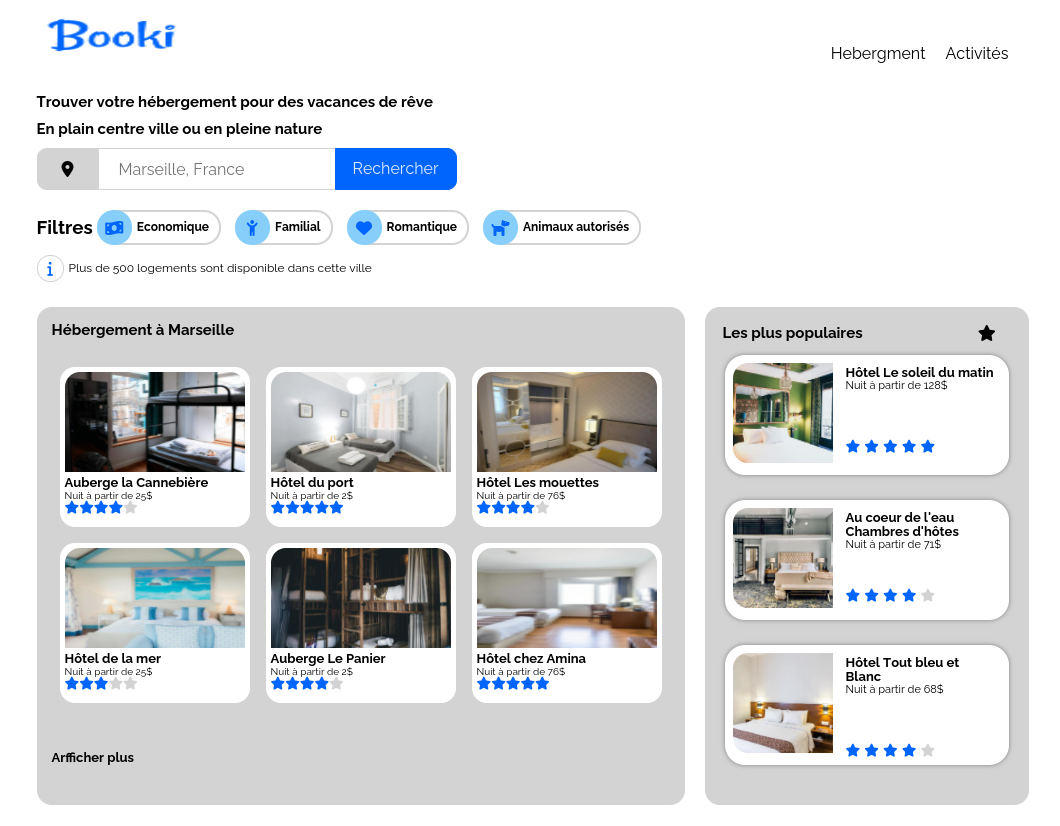 Booki
Hebergment Activités
Trouver votre hébergement pour des vacances de rêve
En plain centre ville ou en pleine nature
Marseille, France Rechercher
Filtres Economique Familial Romantique Animaux autorisés
Plus de 500 logements sont disponible dans cette ville
Hébergement à Marseille
Auberge la Cannebière
Nuit à partir de 25$
Hôtel du port
Nuit à partir de 2$
Hôtel Les mouettes
Nuit à partir de 76$
Hôtel de la mer
Nuit à partir de 25$
Auberge Le Panier
Nuit à partir de 2$
Hôtel chez Amina
Nuit à partir de 76$
Arfficher plus
Les plus populaires
Hôtel Le soleil du matin
Nuit à partir de 128$
Au coeur de l'eau
Chambres d'hôtes
Nuit à partir de 71$
Hôtel Tout bleu et
Blanc
Nuit à partir de 68$